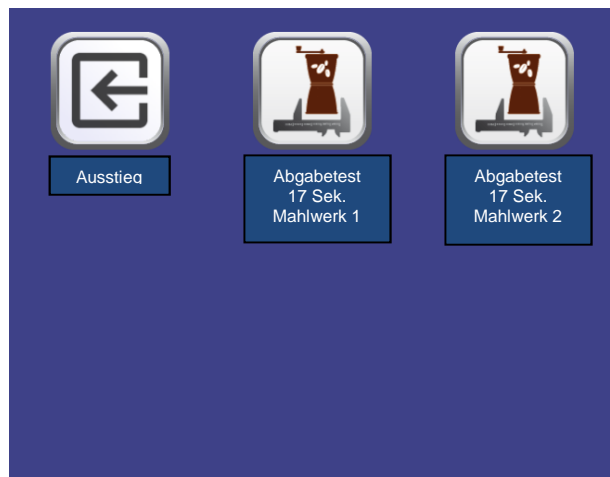 Ausstieg
Abgabetest
17 Sek.
Mahlwerk 1
Abgabetest
17 Sek.
Mahlwerk 2